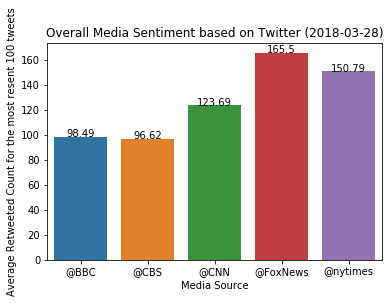 Overall Media Sentiment based on Twitter (2018-03-28)
Average Retweeted Count for the most resent 100 tweets
160
140
120
100
80
60
40
20
0
98.49
96.62
123.69
165.5
150.79
@BBC
@CBS
@CNN
@FoxNews
@nytimes
Media Source